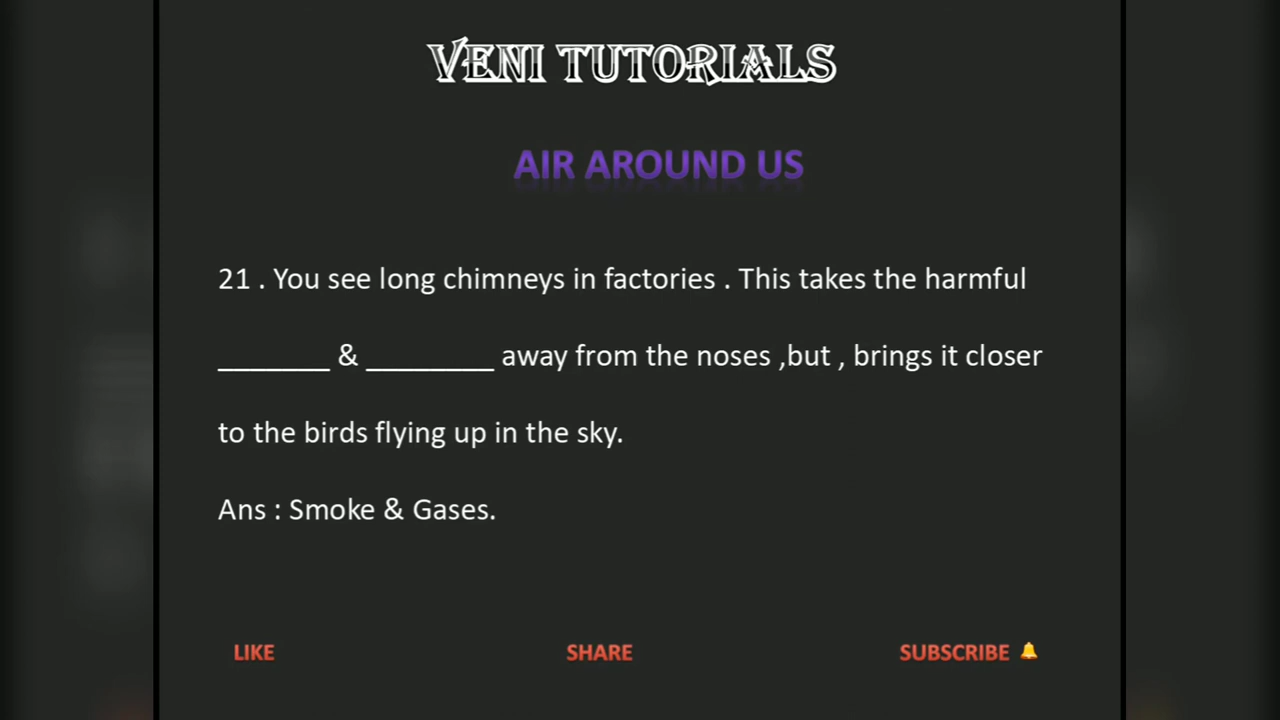 VENI TUTORIALS
AIR AROUND US
21 . You see long chimneys in factories . This takes the harmful
_______ & ________ away from the noses ,but , brings it closer
to the birds flying up in the sky.
Ans : Smoke & Gases.
LIKE SHARE SUBSCRIBE 🔔